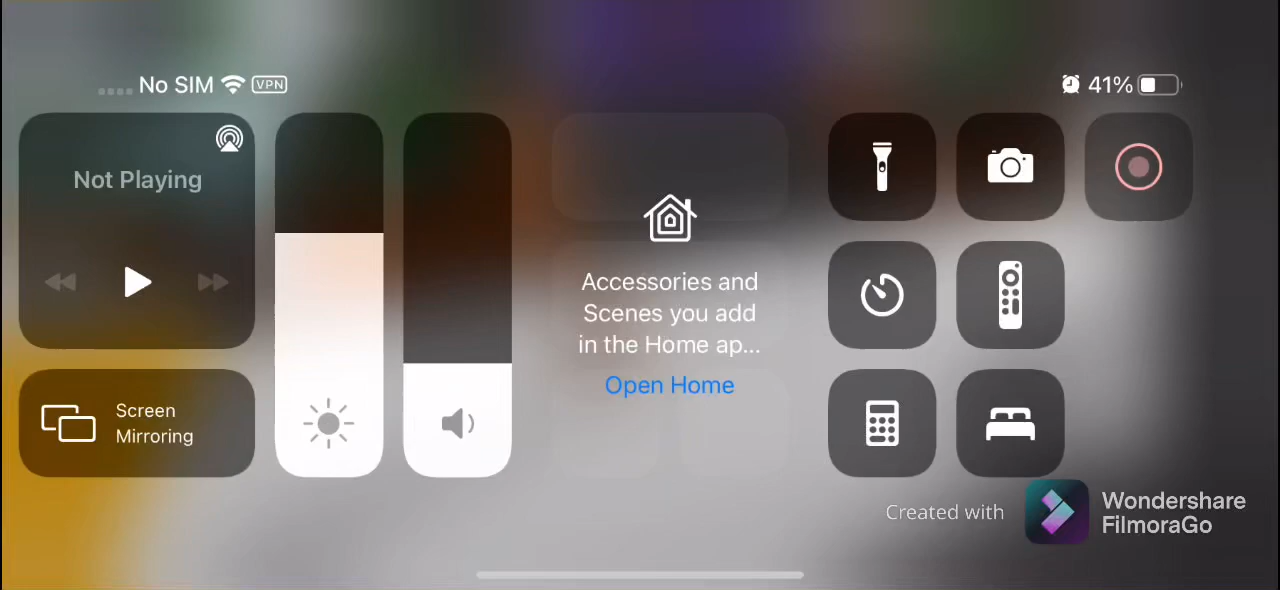 No SIM VPN
41%
Not Playing
Screen
Mirroring
Accessories and
Scenes you add
in the Home ap...
Open Home
Created with
Wondershare
FilmoraGo